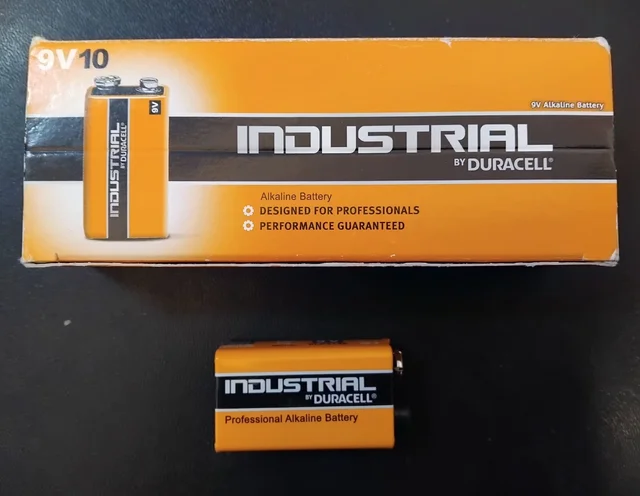 9V10
9V
INDUSTRIAL
BY DURACELL®
9V Alkaline Battery
INDUSTRIAL
BY DURACELL®
Alkaline Battery
DESIGNED FOR PROFESSIONALS
PERFORMANCE GUARANTEED
INDUSTRIAL
BY DURACELL®
Professional Alkaline Battery